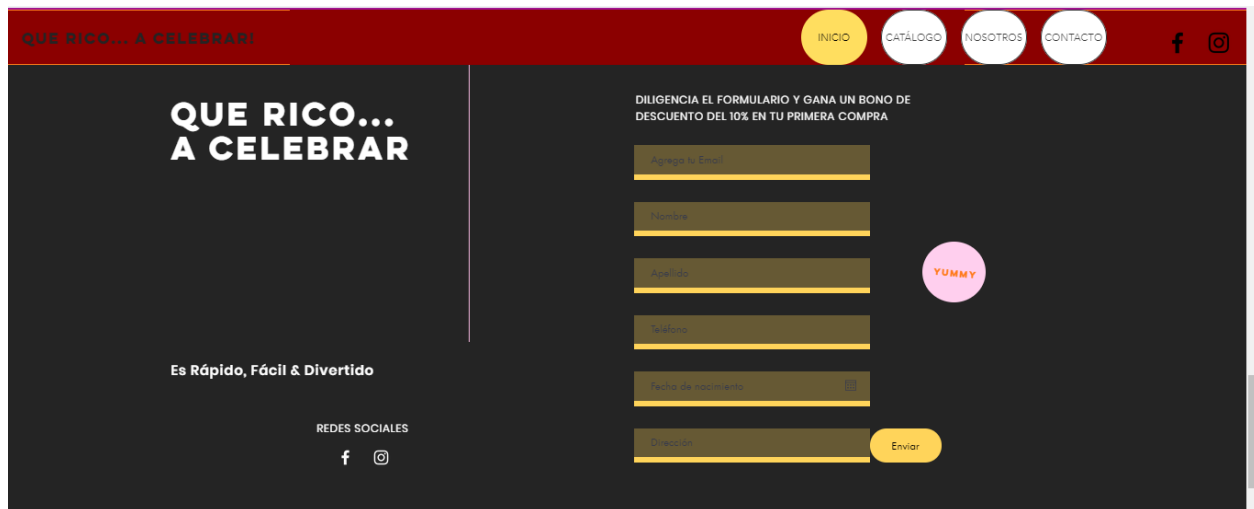 QUE RICO... A CELEBRAR!
INICIO
CATÁLOGO
NOSOTROS
CONTACTO
QUE RICO...
A CELEBRAR
Es Rápido, Fácil & Divertido
REDES SOCIALES
DILIGENCIA EL FORMULARIO Y GANA UN BONO DE
DESCUENTO DEL 10% EN TU PRIMERA COMPRA
Agrega tu Email
Nombre
Apellido
Teléfono
Fecha de nacimiento
Dirección
Enviar
YUMMY